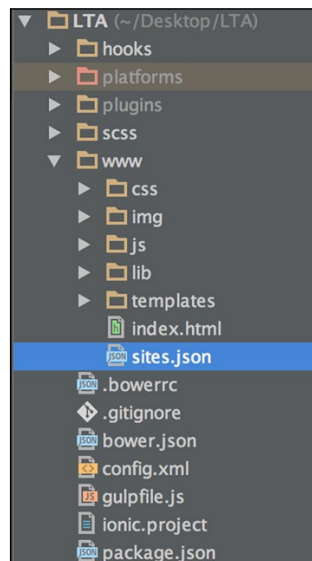 LTA (~/Desktop/LTA)
hooks
platforms
plugins
scss
www
css
img
js
lib
templates
index.html
sites.json
.bowerrc
.gitignore
bower.json
config.xml
gulpfile.js
ionic.project
package.json